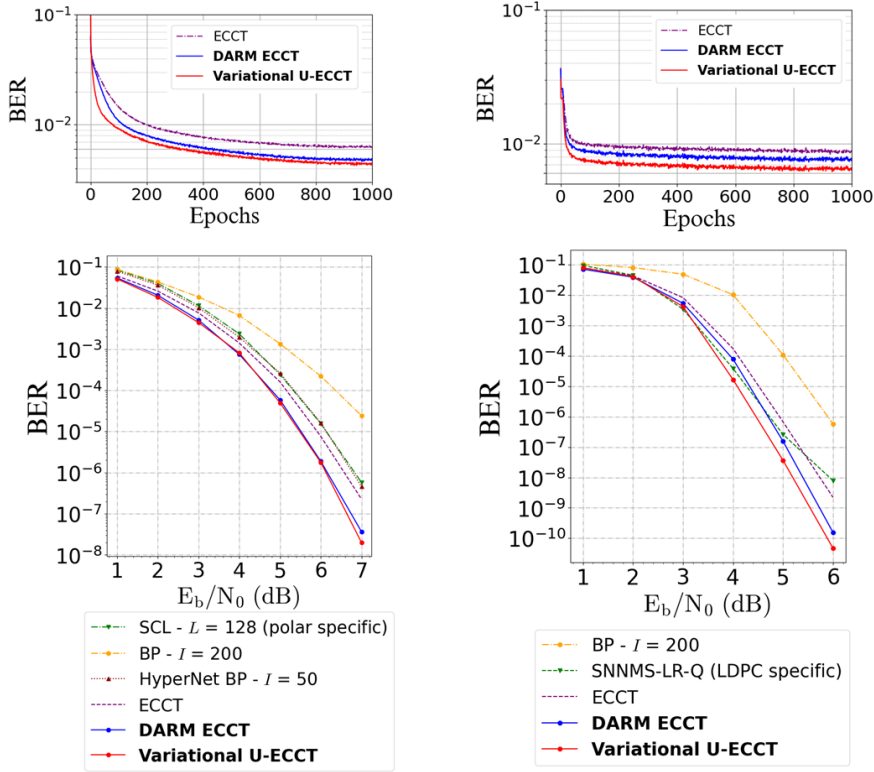 10⁻¹
10⁻²
BER
ECCT
DARM ECCT
Variational U-ECCT
0 200 400 600 800 1000
Epochs
10⁻¹
10⁻²
BER
ECCT
DARM ECCT
Variational U-ECCT
0 200 400 600 800 1000
Epochs
10⁻¹
10⁻²
10⁻³
10⁻⁴
10⁻⁵
10⁻⁶
10⁻⁷
10⁻⁸
BER
1 2 3 4 5 6 7
E_b/N_0 (dB)
SCL - L = 128 (polar specific)
BP - I = 200
HyperNet BP - I = 50
ECCT
DARM ECCT
Variational U-ECCT
10⁻¹
10⁻²
10⁻³
10⁻⁴
10⁻⁵
10⁻⁶
10⁻⁷
10⁻⁸
10⁻⁹
10⁻¹⁰
BER
1 2 3 4 5 6
E_b/N_0 (dB)
BP - I = 200
SNNMS-LR-Q (LDPC specific)
ECCT
DARM ECCT
Variational U-ECCT